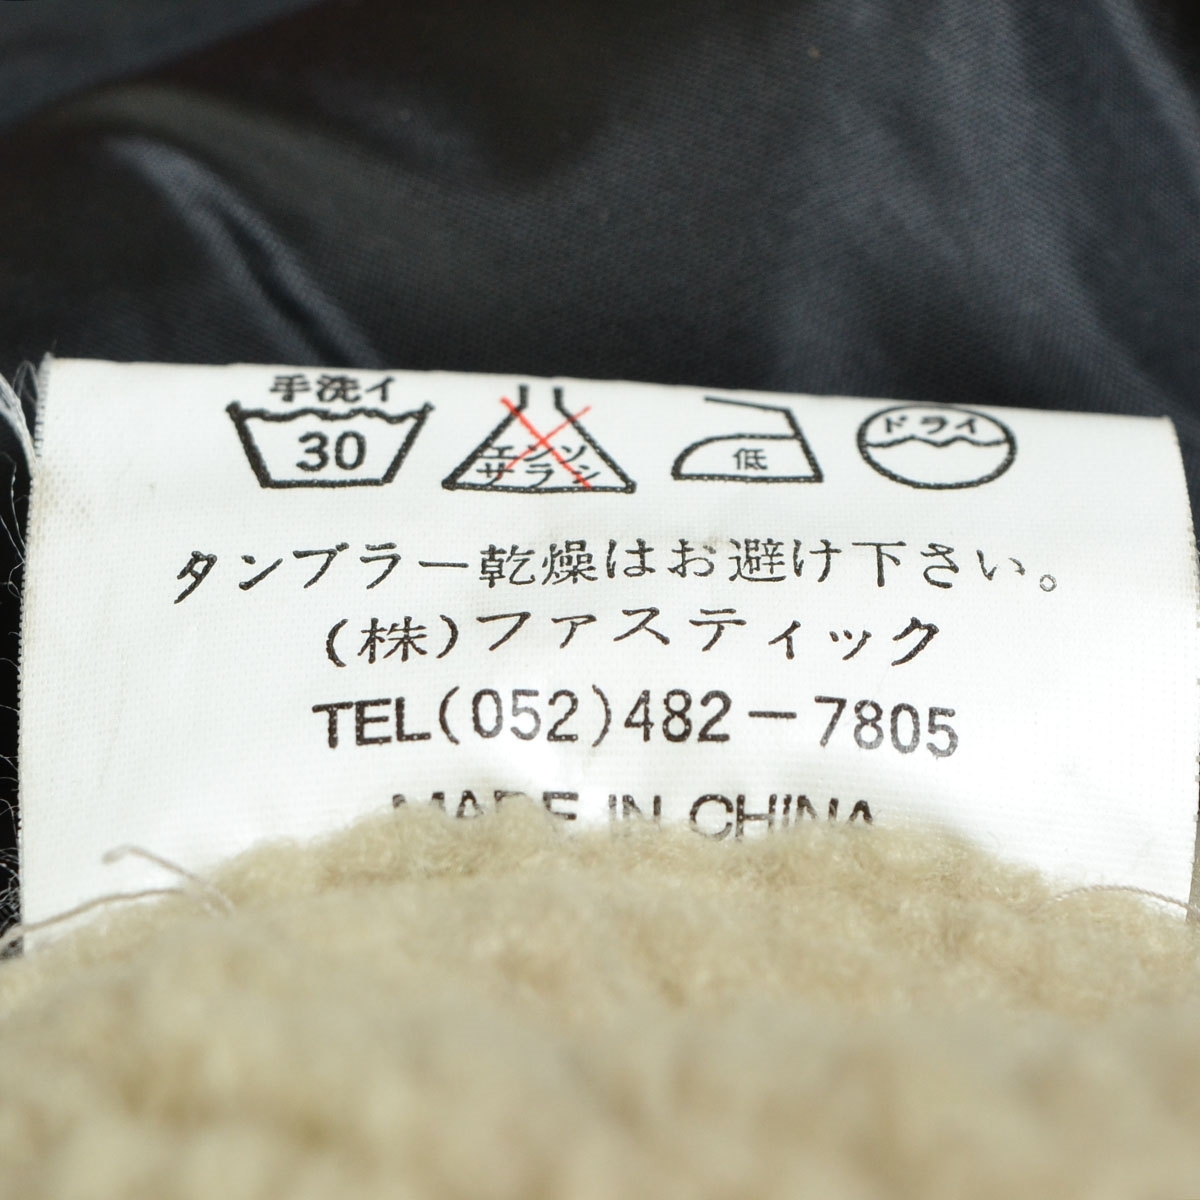 手洗イ
30
エンソ
サラシ
低
ドライ
タンブラー乾燥はお避け下さい。
(株)ファスティック
TEL(052)482-7805
MADE IN CHINA